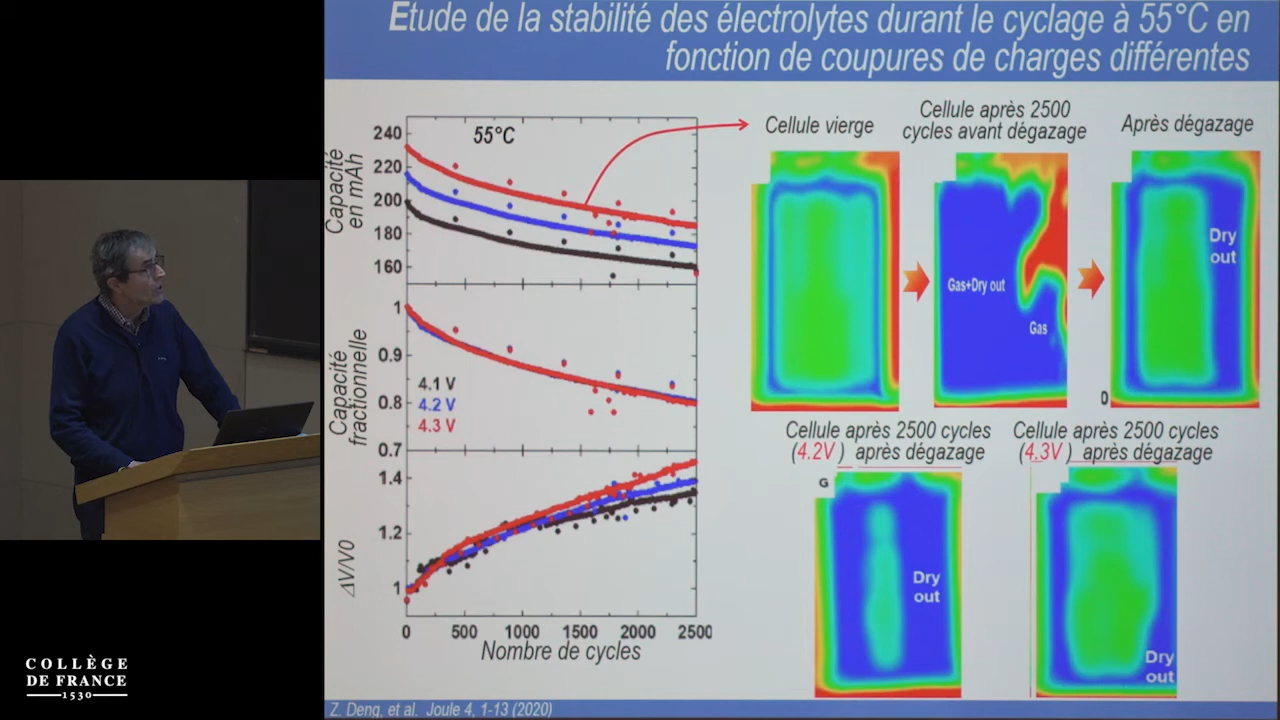 Etude de la stabilité des électrolytes durant le cyclage à 55°C en
fonction de coupures de charges différentes
Capacité
en mAh
240
220
200
180
160
55°C
Capacité
fractionnelle
1
0.9
0.8
0.7
4.1 V
4.2 V
4.3 V
ΔV/V0
1.4
1.2
1
0
500
1000
1500
2000
2500
Nombre de cycles
Cellule vierge
Cellule après 2500
cycles avant dégazage
Après dégazage
Gas+Dry out
Gas
Dry
out
D
Cellule après 2500 cycles
(4.2V ) après dégazage
G
Dry
out
Cellule après 2500 cycles
(4.3V ) après dégazage
Dry
out
Z. Deng, et al. Joule 4, 1-13 (2020)
COLLÈGE
DE FRANCE
1530